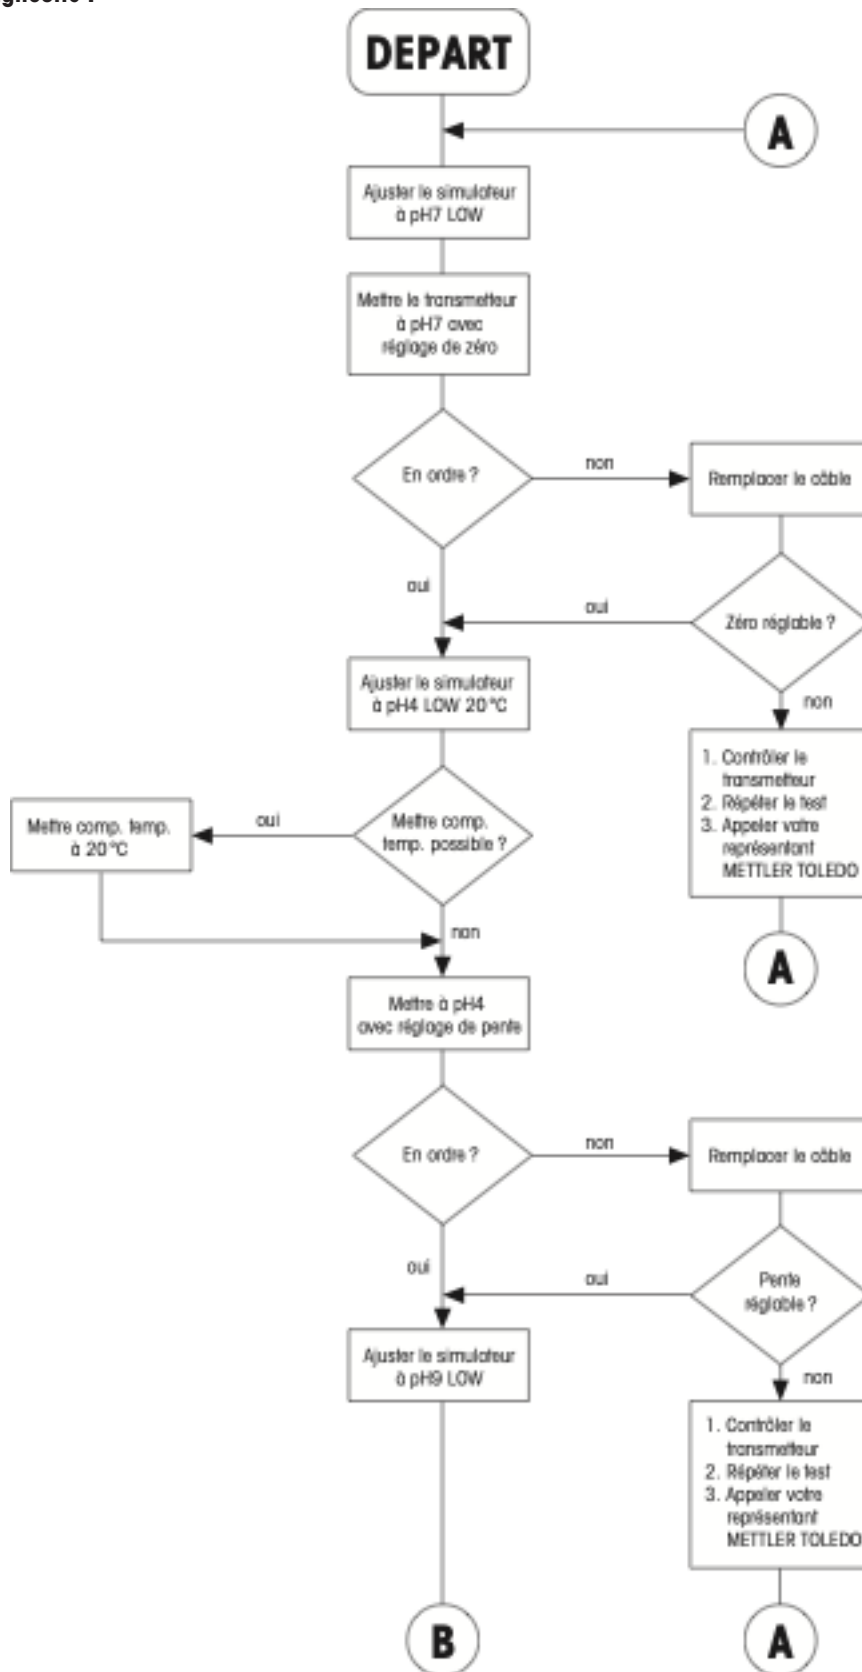 DEPART
A
Ajuster le simulateur
à pH7 LOW
Mettre le transmetteur
à pH7 avec
réglage de zéro
En ordre ?
non
Remplacer le câble
oui
oui
Zéro réglable ?
non
Ajuster le simulateur
à pH4 LOW 20 °C
1. Contrôler le
transmetteur
2. Répéter le test
3. Appeler votre
représentant
METTLER TOLEDO
A
Mettre comp.
temp. possible ?
oui
Mettre comp. temp.
à 20 °C
non
Mettre à pH4
avec réglage de pente
En ordre ?
non
Remplacer le câble
oui
oui
Pente
réglable ?
non
Ajuster le simulateur
à pH9 LOW
1. Contrôler le
transmetteur
2. Répéter le test
3. Appeler votre
représentant
METTLER TOLEDO
B
A